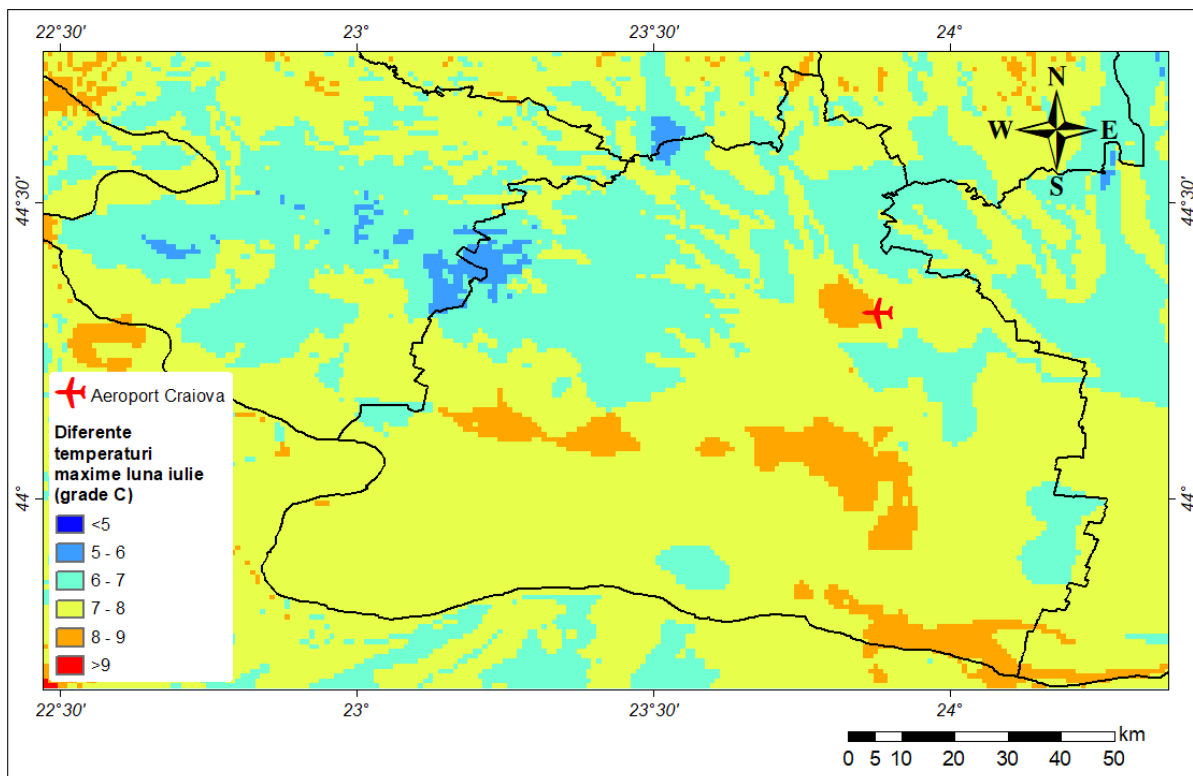 22°30' 23° 23°30' 24°
N
W E
S
44°30' 44°30'
Aeroport Craiova
Diferente
temperaturi
maxime luna iulie
(grade C)
<5
5 - 6
6 - 7
7 - 8
8 - 9
>9
44° 44°
22°30' 23° 23°30' 24°
km
0 5 10 20 30 40 50